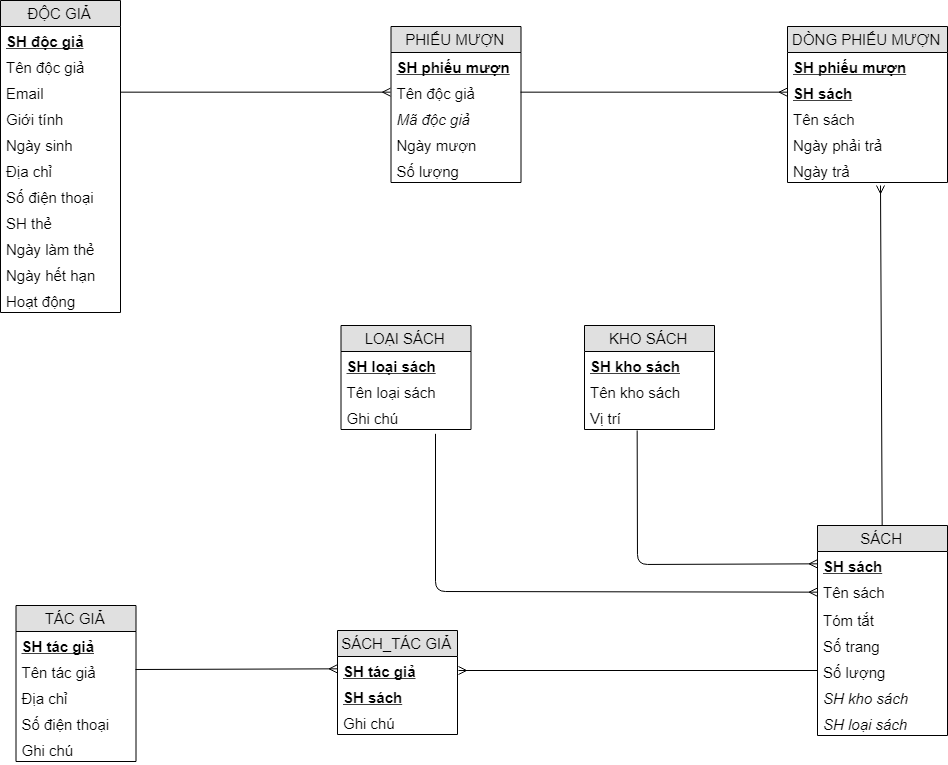 ĐỘC GIẢ
SH độc giả
Tên độc giả
Email
Giới tính
Ngày sinh
Địa chỉ
Số điện thoại
SH thẻ
Ngày làm thẻ
Ngày hết hạn
Hoạt động
PHIẾU MƯỢN
SH phiếu mượn
Tên độc giả
Mã độc giả
Ngày mượn
Số lượng
DÒNG PHIẾU MƯỢN
SH phiếu mượn
SH sách
Tên sách
Ngày phải trả
Ngày trả
LOẠI SÁCH
SH loại sách
Tên loại sách
Ghi chú
KHO SÁCH
SH kho sách
Tên kho sách
Vị trí
SÁCH
SH sách
Tên sách
Tóm tắt
Số trang
Số lượng
SH kho sách
SH loại sách
TÁC GIẢ
SH tác giả
Tên tác giả
Địa chỉ
Số điện thoại
Ghi chú
SÁCH_TÁC GIẢ
SH tác giả
SH sách
Ghi chú